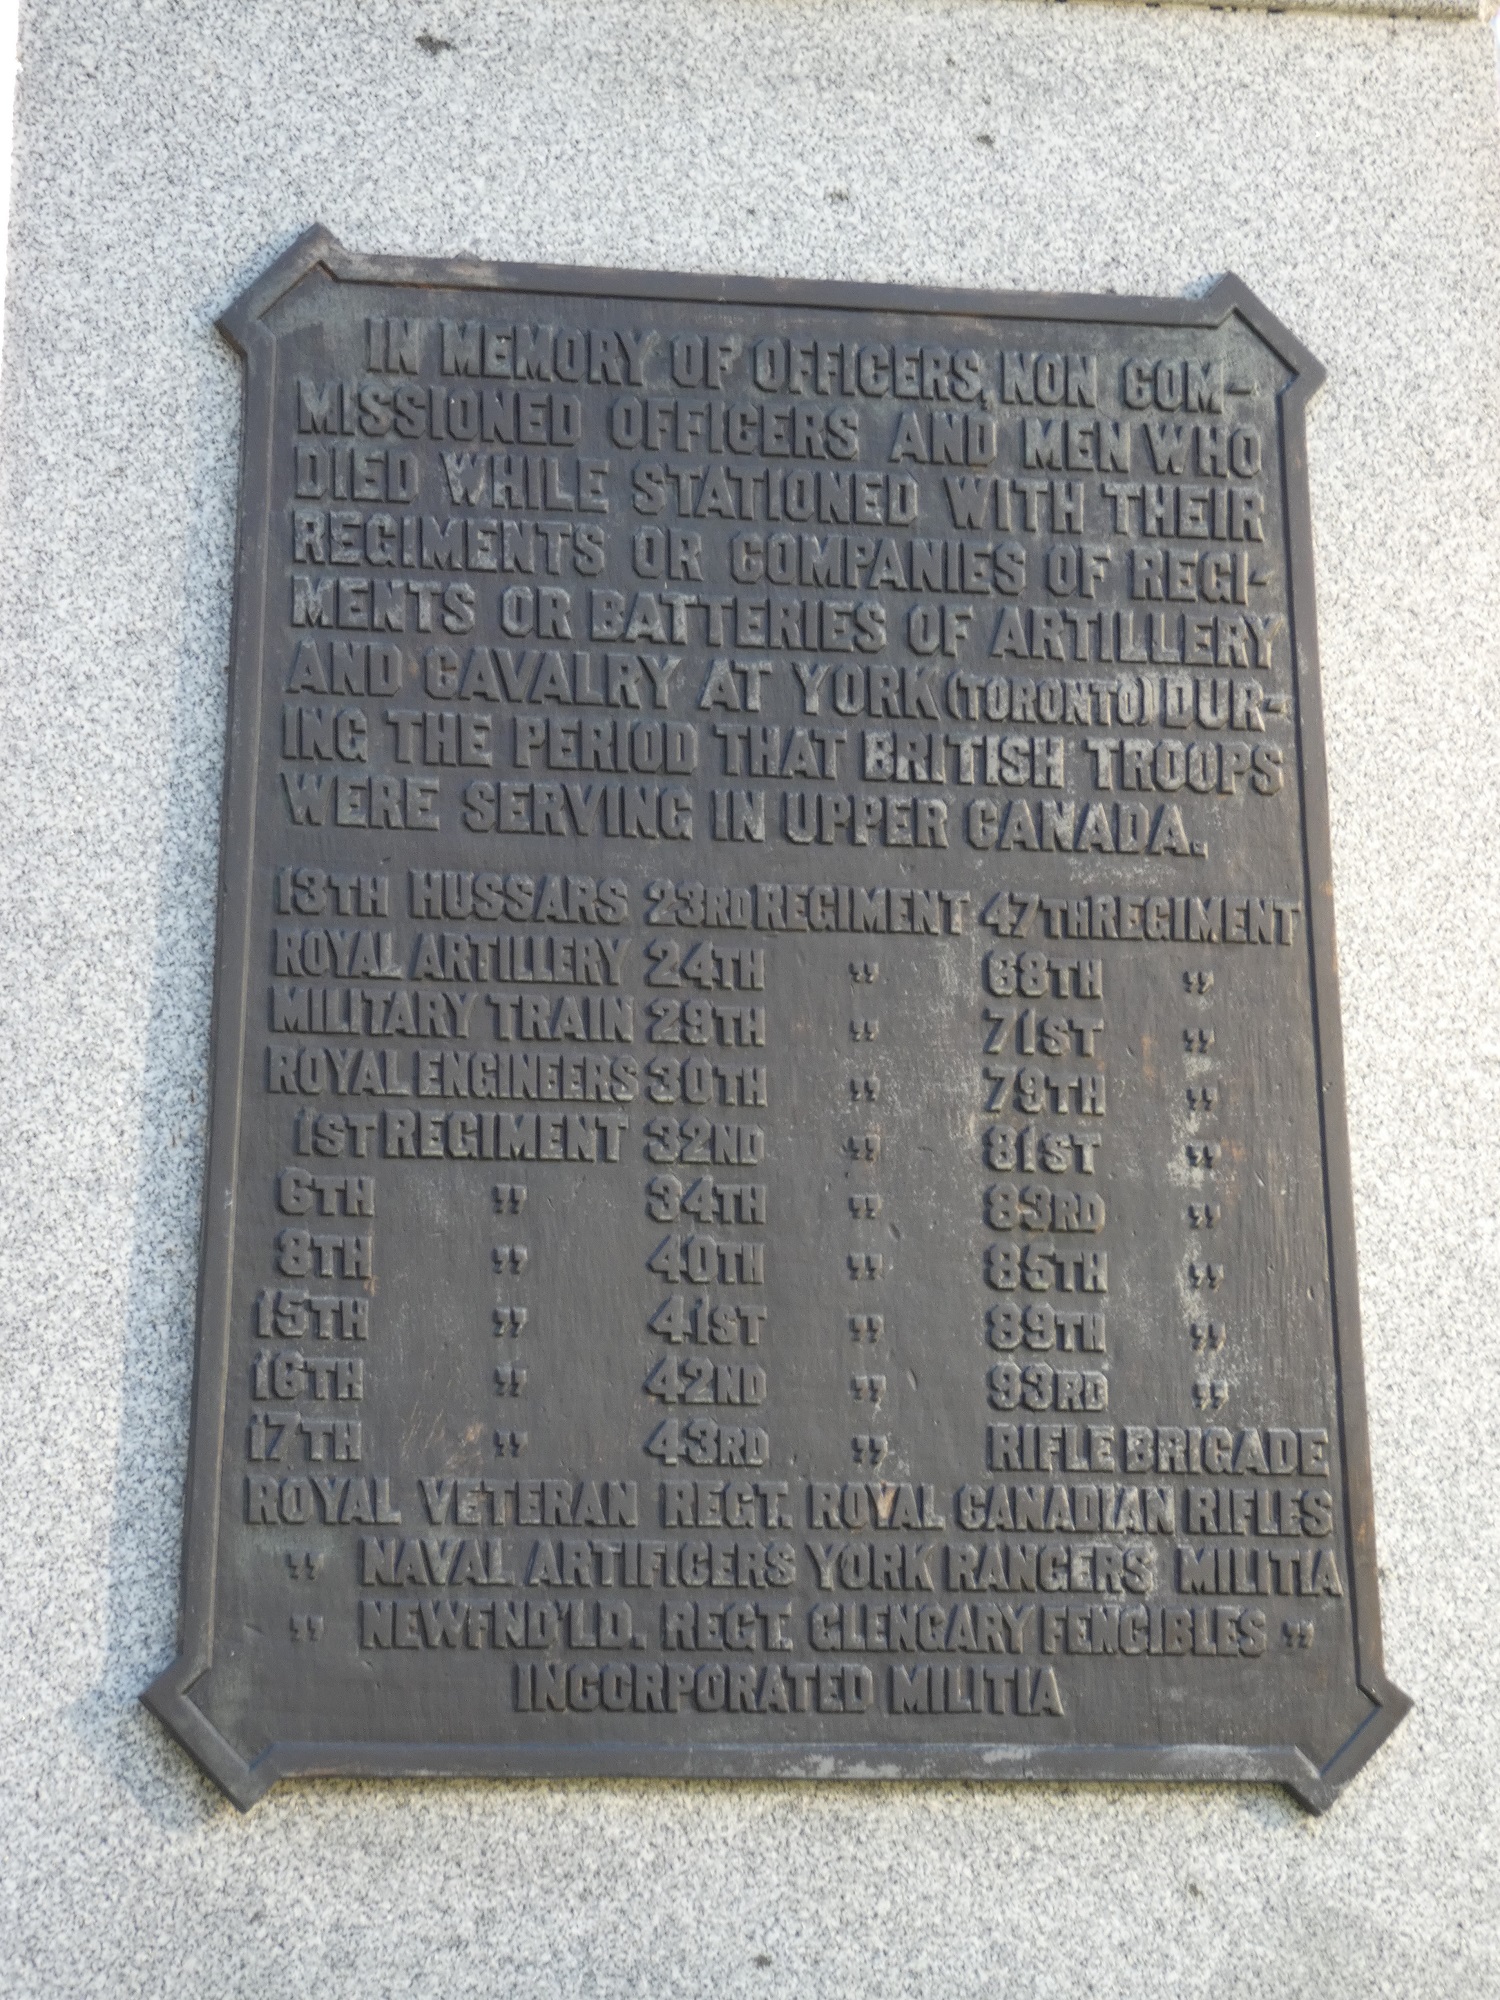 IN MEMORY OF OFFICERS, NON COM-
MISSIONED OFFICERS AND MEN WHO
DIED WHILE STATIONED WITH THEIR
REGIMENTS OR COMPANIES OF REGI-
MENTS OR BATTERIES OF ARTILLERY
AND CAVALRY AT YORK (TORONTO) DUR-
ING THE PERIOD THAT BRITISH TROOPS
WERE SERVING IN UPPER CANADA.
13TH HUSSARS 23RD REGIMENT 47TH REGIMENT
ROYAL ARTILLERY 24TH " 68TH "
MILITARY TRAIN 29TH " 71ST "
ROYAL ENGINEERS 30TH " 79TH "
1ST REGIMENT 32ND " 81ST "
6TH " 34TH " 83RD "
8TH " 40TH " 85TH "
15TH " 41ST " 89TH "
16TH " 42ND " 93RD "
17TH " 43RD " RIFLE BRIGADE
ROYAL VETERAN REGT. ROYAL CANADIAN RIFLES
" NAVAL ARTIFICERS YORK RANGERS MILITIA
" NEWFND'LD. REGT. GLENGARY FENCIBLES "
INCORPORATED MILITIA